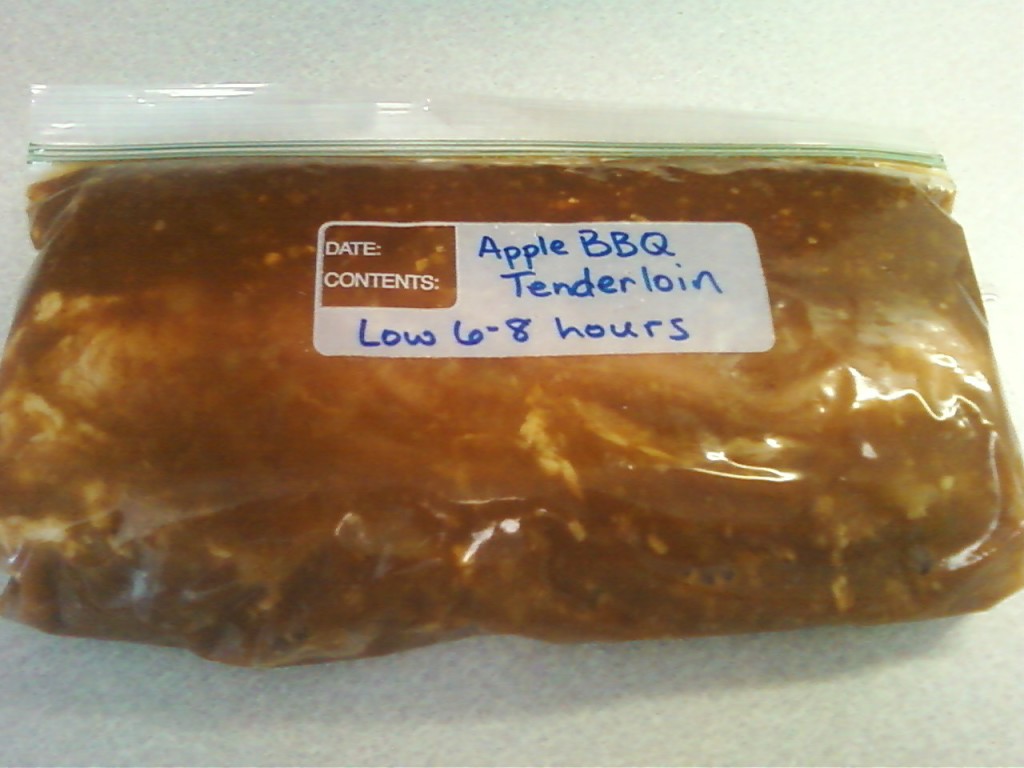 DATE:
CONTENTS:
Apple BBQ
Tenderloin
Low 6-8 hours